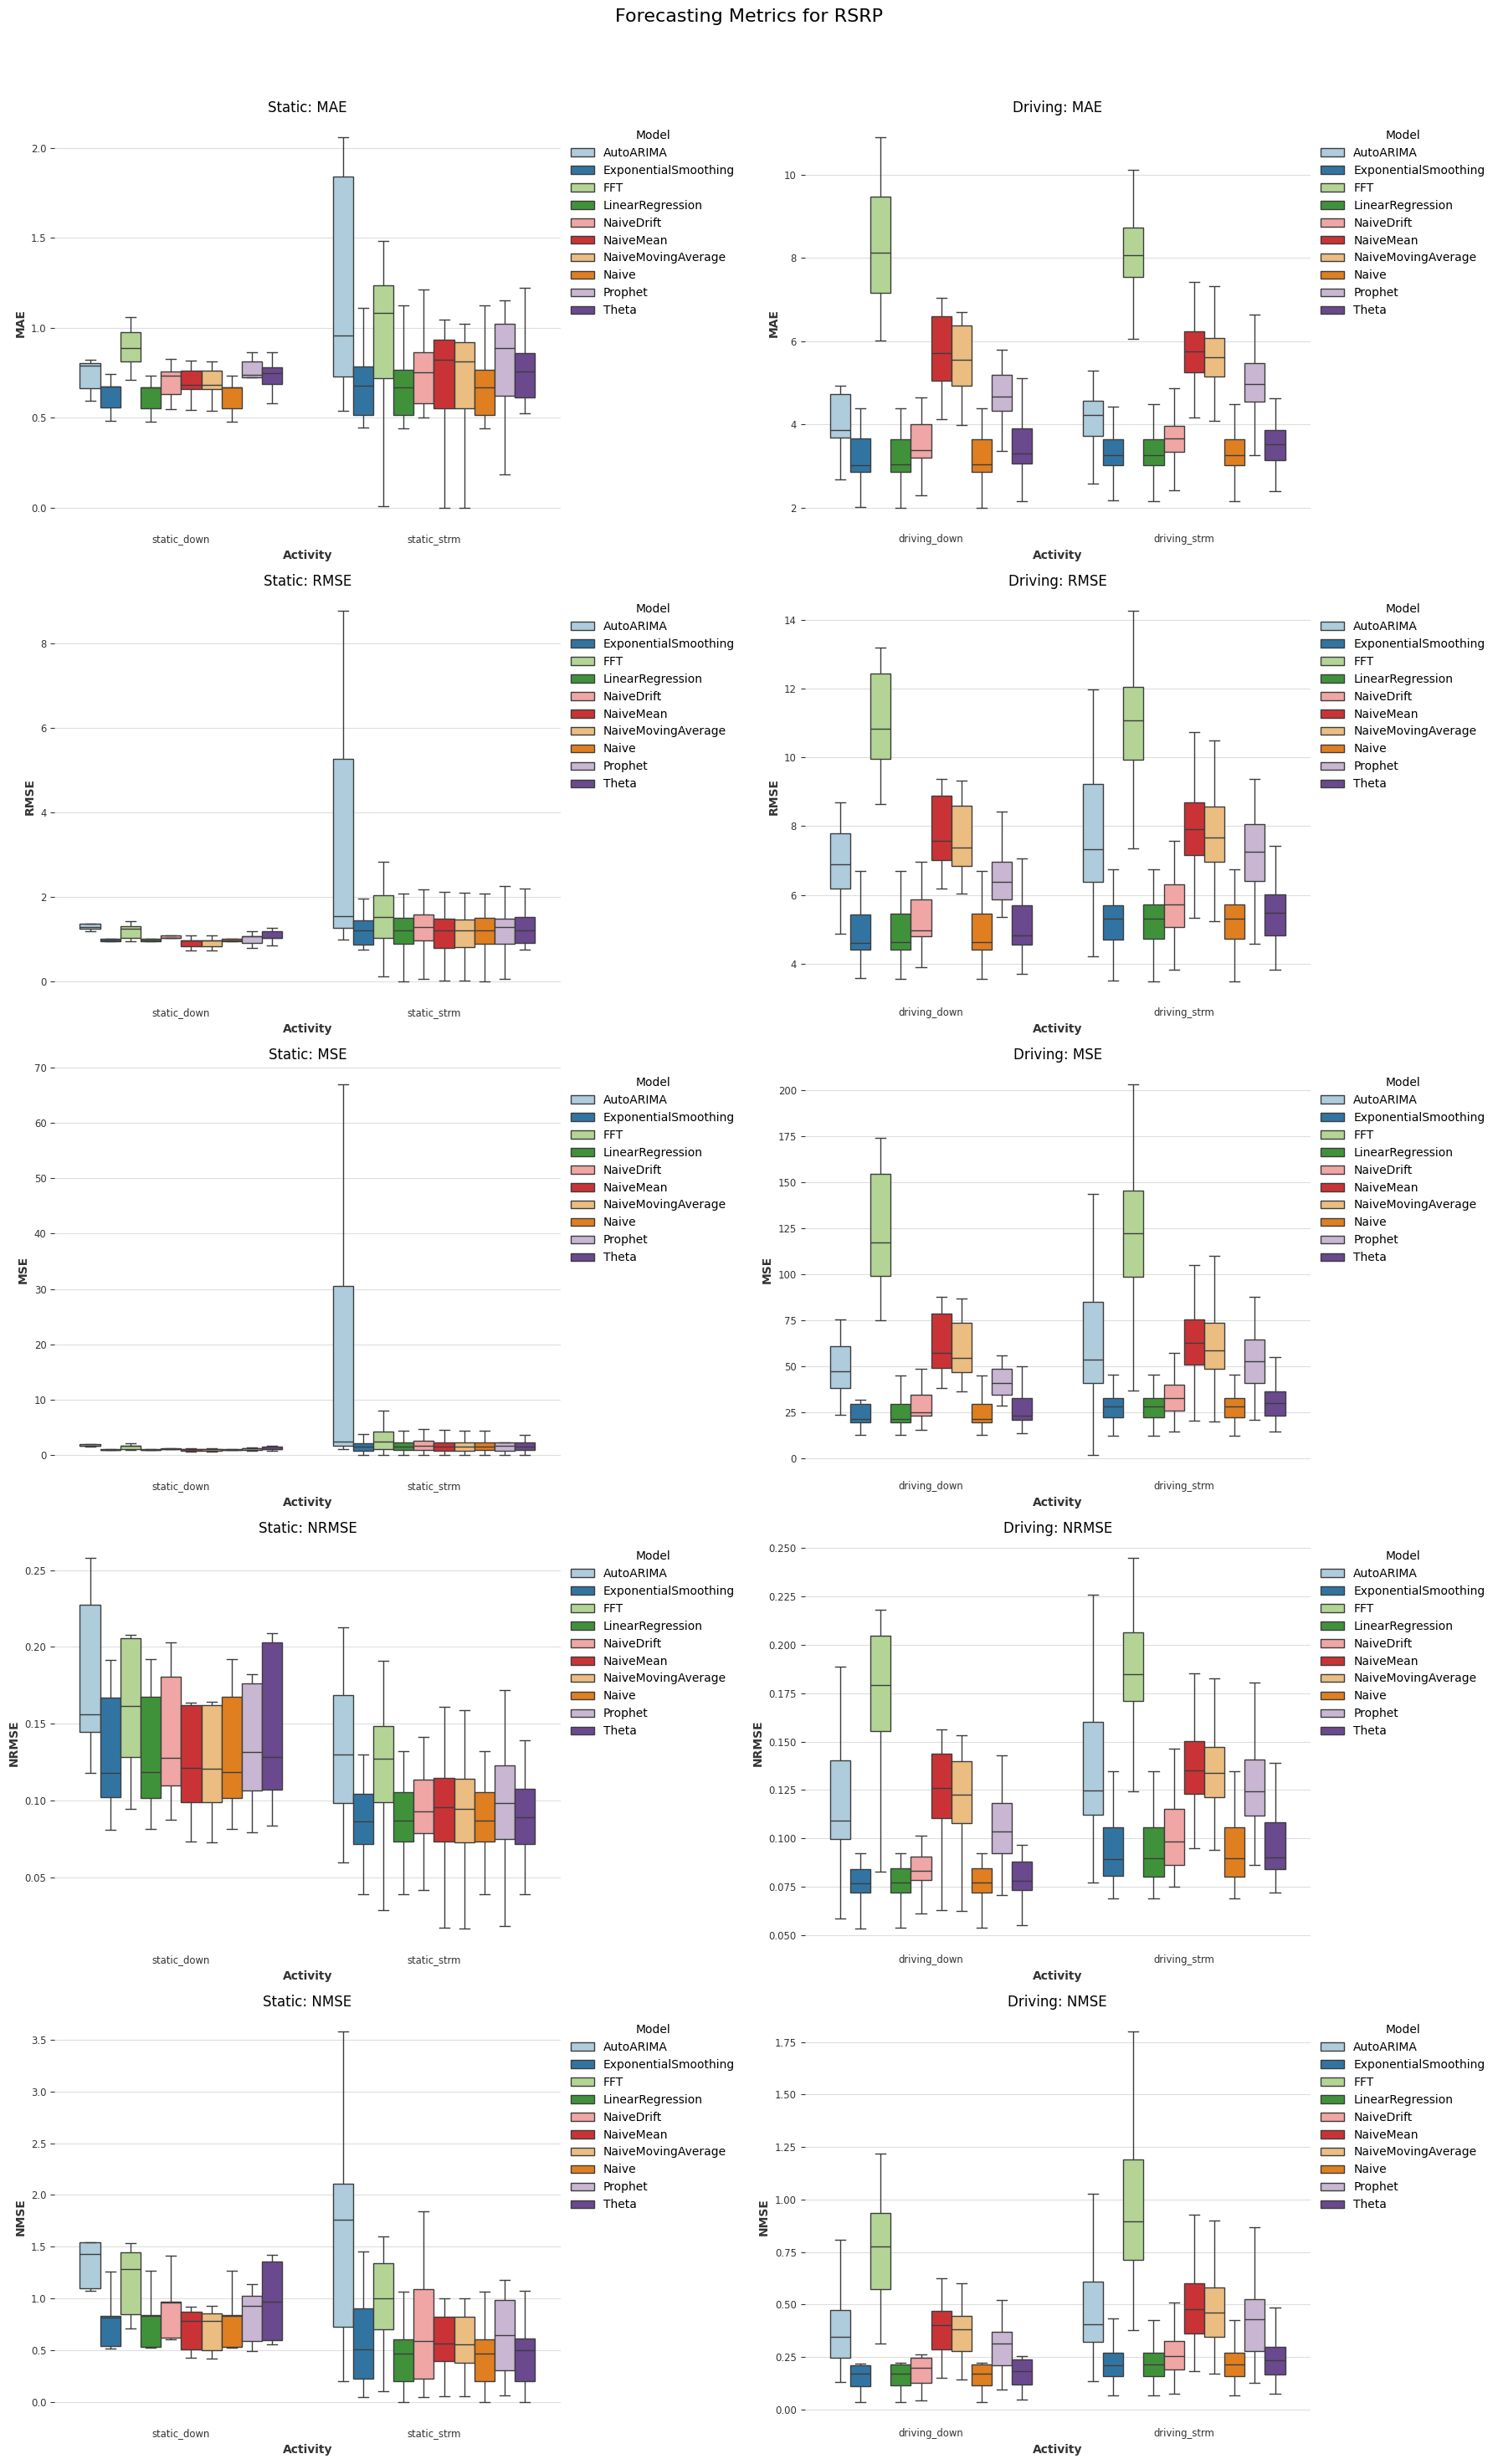 Forecasting Metrics for RSRP
Static: MAE
MAE
2.0
1.5
1.0
0.5
0.0
static_down
static_strm
Activity
Model
AutoARIMA
ExponentialSmoothing
FFT
LinearRegression
NaiveDrift
NaiveMean
NaiveMovingAverage
Naive
Prophet
Theta
Driving: MAE
MAE
10
8
6
4
2
driving_down
driving_strm
Activity
Model
AutoARIMA
ExponentialSmoothing
FFT
LinearRegression
NaiveDrift
NaiveMean
NaiveMovingAverage
Naive
Prophet
Theta
Static: RMSE
RMSE
8
6
4
2
0
static_down
static_strm
Activity
Model
AutoARIMA
ExponentialSmoothing
FFT
LinearRegression
NaiveDrift
NaiveMean
NaiveMovingAverage
Naive
Prophet
Theta
Driving: RMSE
RMSE
14
12
10
8
6
4
driving_down
driving_strm
Activity
Model
AutoARIMA
ExponentialSmoothing
FFT
LinearRegression
NaiveDrift
NaiveMean
NaiveMovingAverage
Naive
Prophet
Theta
Static: MSE
MSE
70
60
50
40
30
20
10
0
static_down
static_strm
Activity
Model
AutoARIMA
ExponentialSmoothing
FFT
LinearRegression
NaiveDrift
NaiveMean
NaiveMovingAverage
Naive
Prophet
Theta
Driving: MSE
MSE
200
175
150
125
100
75
50
25
0
driving_down
driving_strm
Activity
Model
AutoARIMA
ExponentialSmoothing
FFT
LinearRegression
NaiveDrift
NaiveMean
NaiveMovingAverage
Naive
Prophet
Theta
Static: NRMSE
NRMSE
0.25
0.20
0.15
0.10
0.05
static_down
static_strm
Activity
Model
AutoARIMA
ExponentialSmoothing
FFT
LinearRegression
NaiveDrift
NaiveMean
NaiveMovingAverage
Naive
Prophet
Theta
Driving: NRMSE
NRMSE
0.250
0.225
0.200
0.175
0.150
0.125
0.100
0.075
0.050
driving_down
driving_strm
Activity
Model
AutoARIMA
ExponentialSmoothing
FFT
LinearRegression
NaiveDrift
NaiveMean
NaiveMovingAverage
Naive
Prophet
Theta
Static: NMSE
NMSE
3.5
3.0
2.5
2.0
1.5
1.0
0.5
0.0
static_down
static_strm
Activity
Model
AutoARIMA
ExponentialSmoothing
FFT
LinearRegression
NaiveDrift
NaiveMean
NaiveMovingAverage
Naive
Prophet
Theta
Driving: NMSE
NMSE
1.75
1.50
1.25
1.00
0.75
0.50
0.25
0.00
driving_down
driving_strm
Activity
Model
AutoARIMA
ExponentialSmoothing
FFT
LinearRegression
NaiveDrift
NaiveMean
NaiveMovingAverage
Naive
Prophet
Theta